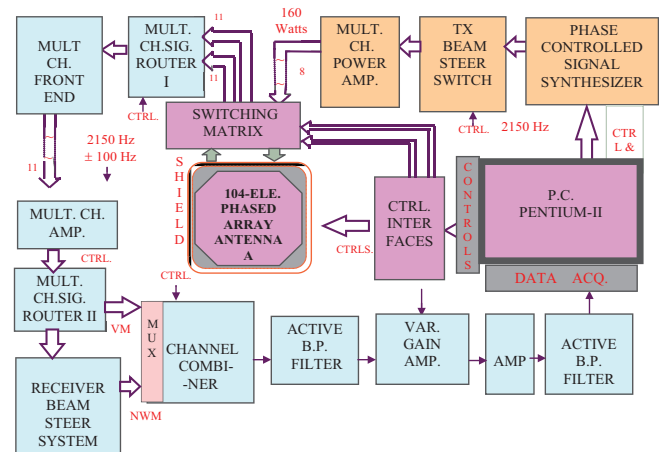 MULT
CH.
FRONT
END
11
MULT.
CH.SIG.
ROUTER
I
11
CTRL.
160
Watts
8
MULT.
CH.
POWER
AMP.
TX
BEAM
STEER
SWITCH
CTRL.
PHASE
CONTROLLED
SIGNAL
SYNTHESIZER
2150 Hz
CTR
L &
SWITCHING
MATRIX
2150 Hz
± 100 Hz
11
SHIELD
104-ELE.
PHASED
ARRAY
ANTENN
A
CTRLS.
CTRL.
INTER
FACES
CONTROLS
P.C.
PENTIUM-II
DATA ACQ.
MULT. CH.
AMP.
CTRL.
MULT.
CH.SIG.
ROUTER II
VM
CTRL.
MUX
CHANNEL
COMBI-
-NER
ACTIVE
B.P.
FILTER
VAR.
GAIN
AMP.
AMP
ACTIVE
B.P.
FILTER
RECEIVER
BEAM
STEER
SYSTEM
NWM